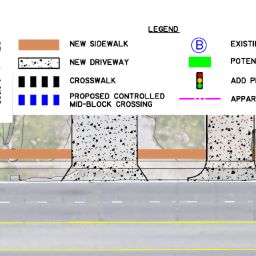 LEGEND
NEW SIDEWALK
NEW DRIVEWAY
CROSSWALK
PROPOSED CONTROLLED
MID-BLOCK CROSSING
B
EXISTI
POTEN
ADD P
APPAR